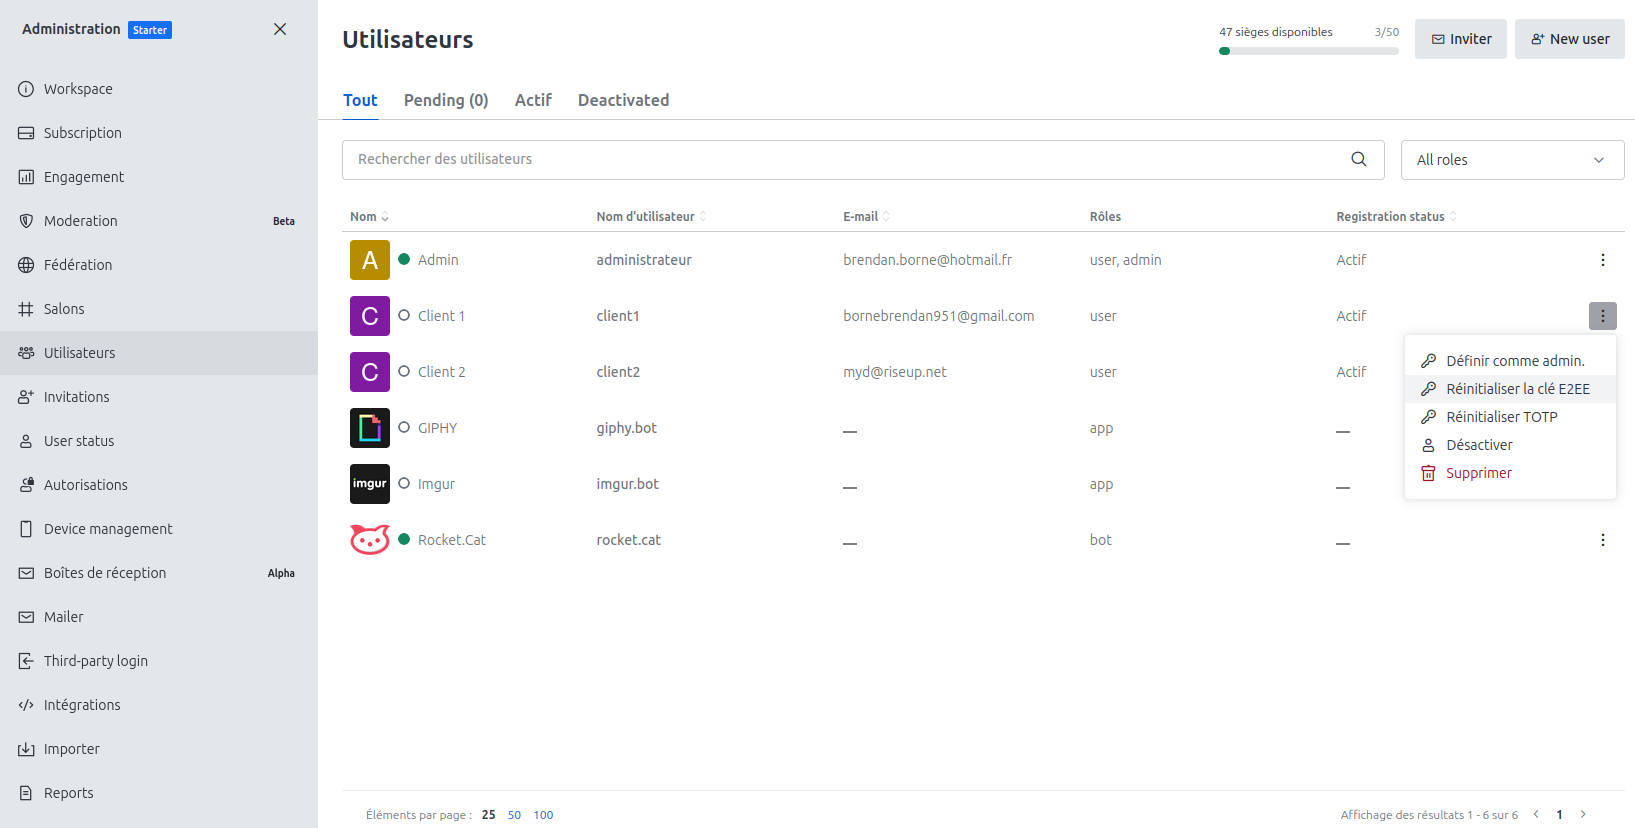 Administration Starter
Workspace
Subscription
Engagement
Moderation Beta
Fédération
Salons
Utilisateurs
Invitations
User status
Autorisations
Device management
Boîtes de réception Alpha
Mailer
Third-party login
Intégrations
Importer
Reports
Utilisateurs
47 sièges disponibles 3/50
Inviter
New user
Tout Pending (0) Actif Deactivated
Rechercher des utilisateurs
All roles
Nom Nom d'utilisateur E-mail Rôles Registration status
A Admin administrateur brendan.borne@hotmail.fr user, admin Actif
C Client 1 client1 bornebrendan951@gmail.com user Actif
C Client 2 client2 myd@riseup.net user Actif
GIPHY giphy.bot — app —
imgur Imgur imgur.bot — app —
Rocket.Cat rocket.cat — bot —
Définir comme admin.
Réinitialiser la clé E2EE
Réinitialiser TOTP
Désactiver
Supprimer
Éléments par page : 25 50 100
Affichage des résultats 1 - 6 sur 6 < 1 >